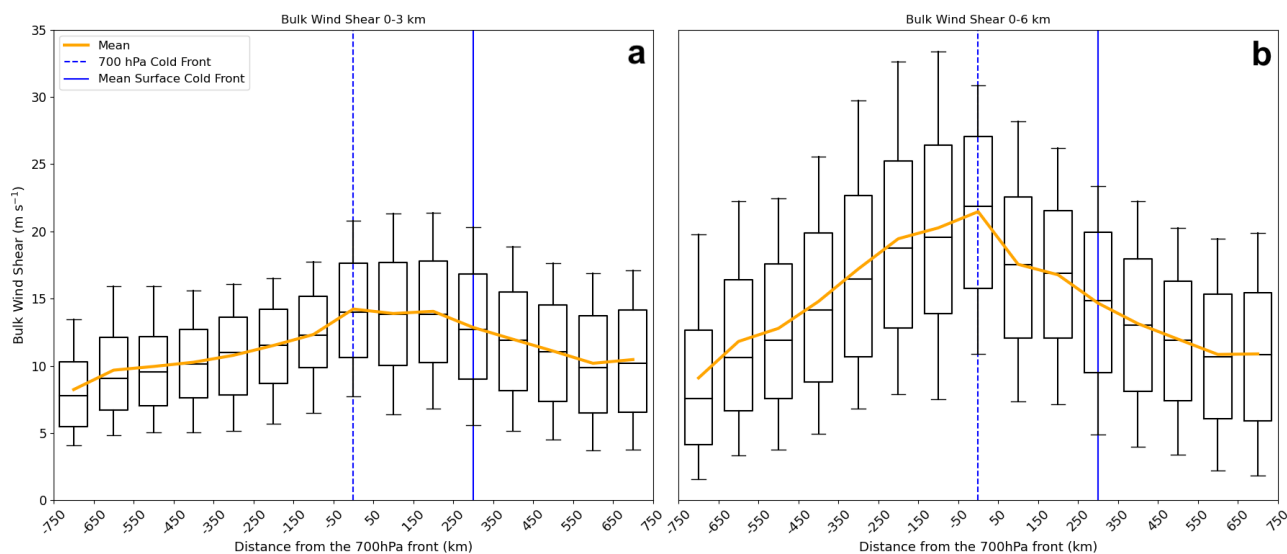 Bulk Wind Shear 0-3 km
Bulk Wind Shear 0-6 km
35
30
25
20
15
10
5
0
Bulk Wind Shear (m s⁻¹)
Mean
700 hPa Cold Front
Mean Surface Cold Front
a
b
-750 -650 -550 -450 -350 -250 -150 -50 50 150 250 350 450 550 650 750
-750 -650 -550 -450 -350 -250 -150 -50 50 150 250 350 450 550 650 750
Distance from the 700hPa front (km)
Distance from the 700hPa front (km)